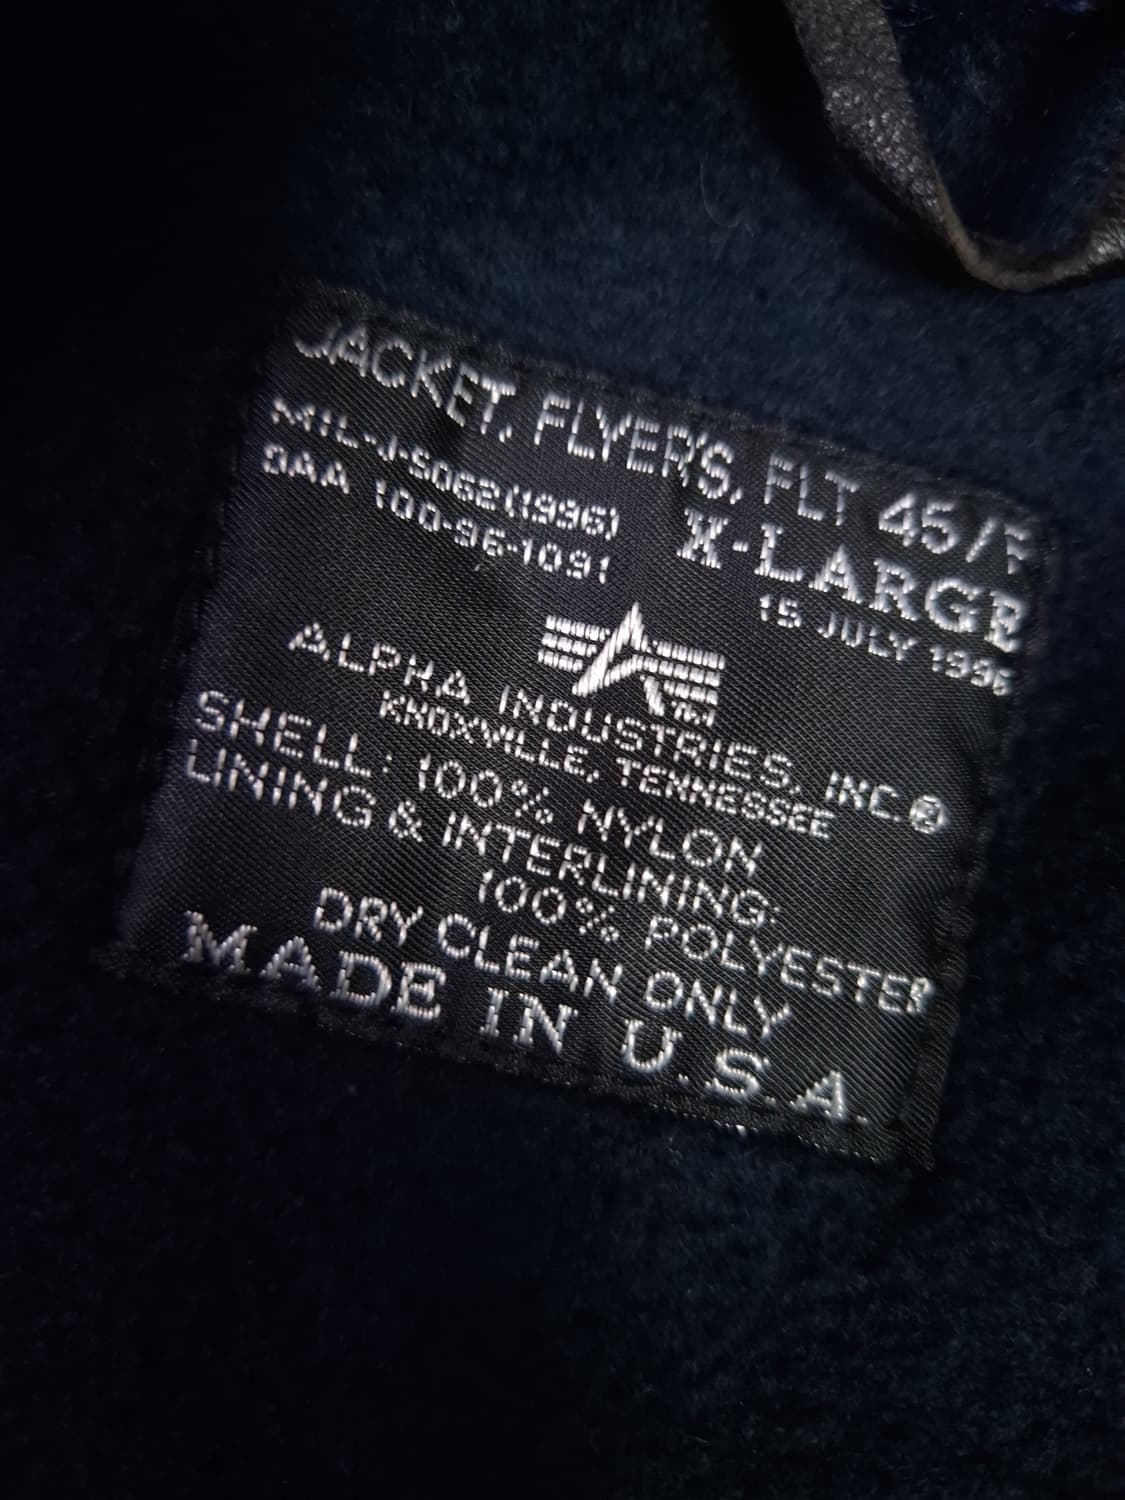 JACKET, FLYER'S, FLT 45/P
MIL-J-5062(1996) X-LARGE
DAA 100-96-1091 15 JULY 1996
ALPHA INDUSTRIES, INC.®
KNOXVILLE, TENNESSEE
SHELL: 100% NYLON
LINING & INTERLINING:
100% POLYESTER
DRY CLEAN ONLY
MADE IN U.S.A.